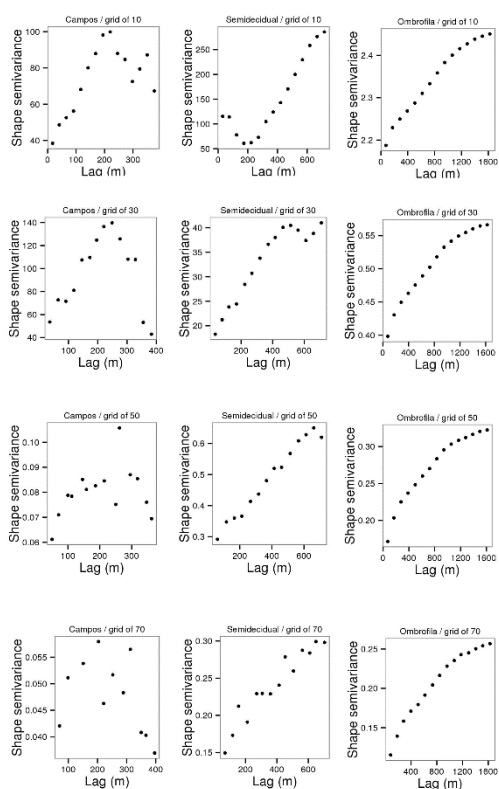 Campos / grid of 10
Shape semivariance
100
80
60
40
0 100 200 300
Lag (m)
Semidecidual / grid of 10
Shape semivariance
250
200
150
100
50
0 200 400 600
Lag (m)
Ombrofila / grid of 10
Shape semivariance
2.4
2.3
2.2
0 400 800 1200 1600
Lag (m)
Campos / grid of 30
Shape semivariance
140
120
100
80
60
40
100 200 300 400
Lag (m)
Semidecidual / grid of 30
Shape semivariance
40
35
30
25
20
0 200 400 600
Lag (m)
Ombrofila / grid of 30
Shape semivariance
0.55
0.50
0.45
0.40
0 400 800 1200 1600
Lag (m)
Campos / grid of 50
Shape semivariance
0.10
0.09
0.08
0.07
0.06
100 200 300
Lag (m)
Semidecidual / grid of 50
Shape semivariance
0.6
0.5
0.4
0.3
200 400 600
Lag (m)
Ombrofila / grid of 50
Shape semivariance
0.30
0.25
0.20
0 400 800 1200 1600
Lag (m)
Campos / grid of 70
Shape semivariance
0.055
0.050
0.045
0.040
100 200 300 400
Lag (m)
Semidecidual / grid of 70
Shape semivariance
0.30
0.25
0.20
0.15
200 400 600
Lag (m)
Ombrofila / grid of 70
Shape semivariance
0.25
0.20
0.15
400 800 1200 1600
Lag (m)